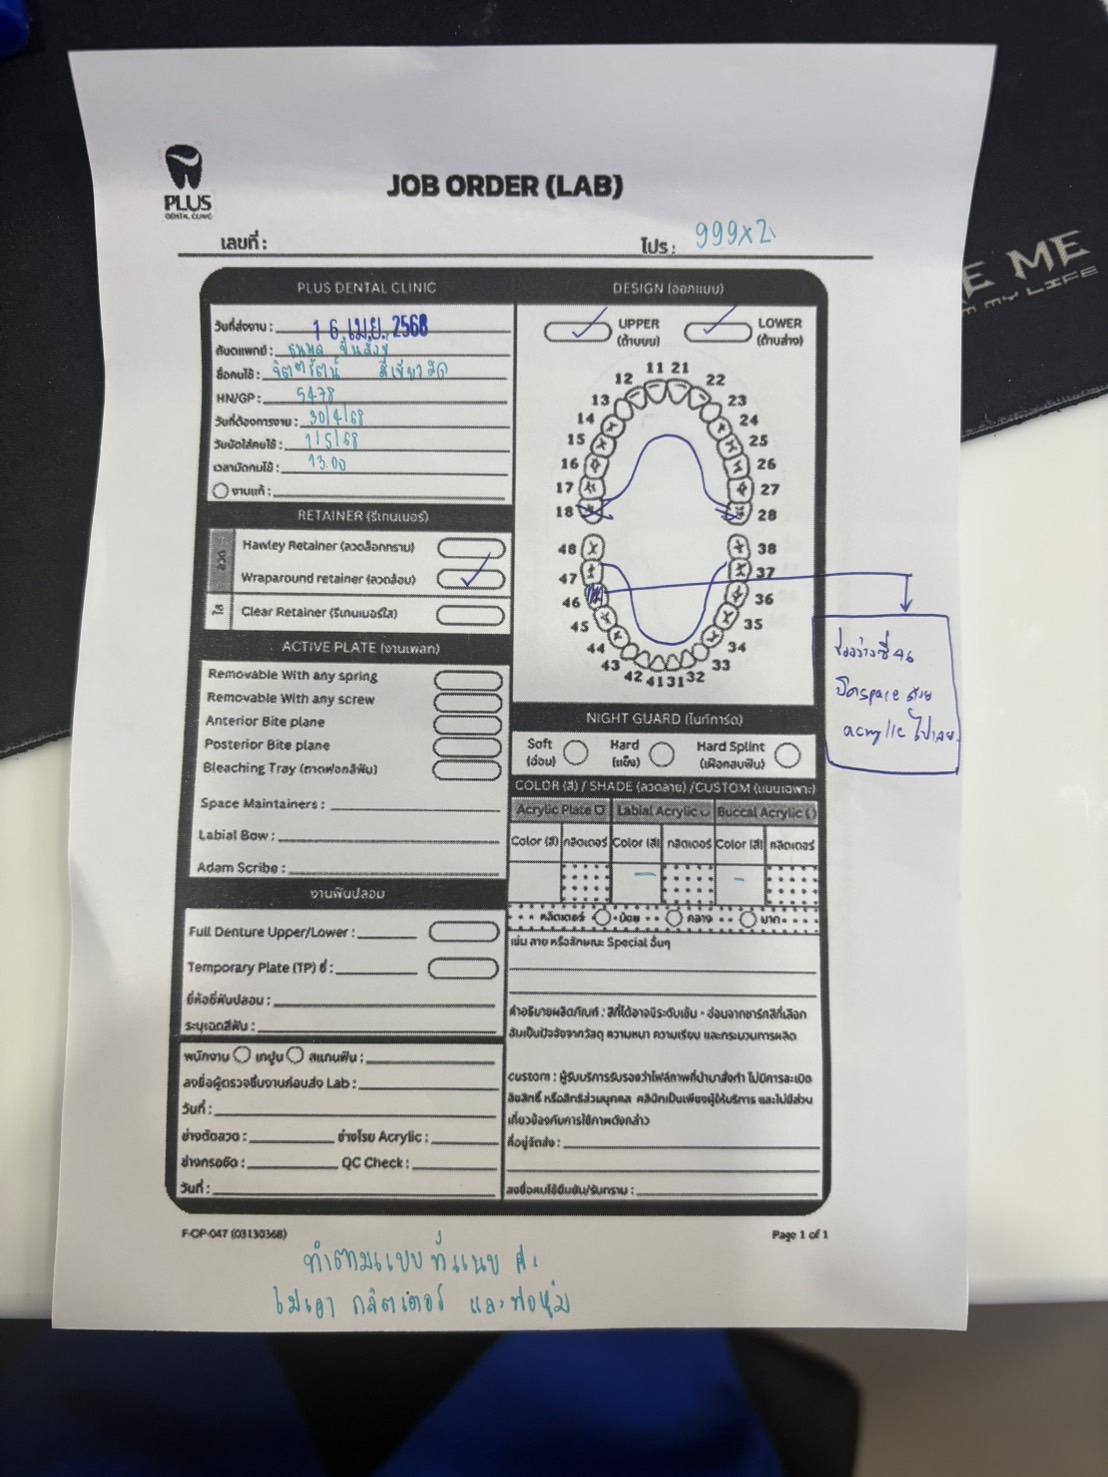 PLUS
DENTAL CLINIC
JOB ORDER (LAB)
เลขที่ :
โปร : 999x2
RE ME
E MY LIFE
PLUS DENTAL CLINIC
วันที่ส่งงาน : 16 เม.ย. 2568
ทันตแพทย์ : ธนพล
ชื่อคนไข้ : จิตตรัตน์
HN/GP : 5478
วันที่ต้องการงาน : 30/4/68
วันนัดใส่คนไข้ : 1/5/68
เวลานัดคนไข้ : 13.00
งานแก้ :
DESIGN (ออกแบบ)
UPPER
(ด้านบน)
LOWER
(ด้านล่าง)
11 21
12 22
13 23
14 24
15 25
16 26
17 27
18 28
48 38
47 37
46 36
45 35
44 34
43 33
42 41 31 32
ช่องว่างซี่ 46
ปิด space ด้วย
acrylic ไปเลย
RETAINER (รีเทนเนอร์)
ลวด
Hawley Retainer (ลวดล็อกกราม)
Wraparound retainer (ลวดอ้อม)
ใส
Clear Retainer (รีเทนเนอร์ใส)
ACTIVE PLATE (งานเพลท)
Removable With any spring
Removable With any screw
Anterior Bite plane
Posterior Bite plane
Bleaching Tray (ถาดฟอกสีฟัน)
Space Maintainers :
Labial Bow :
Adam Scribe :
NIGHT GUARD (ไนท์การ์ด)
Soft
(อ่อน)
Hard
(แข็ง)
Hard Splint
(เฝือกสบฟัน)
COLOR (สี) / SHADE (ลวดลาย) /CUSTOM (แบบเฉพาะ)
Acrylic Plate Labial Acrylic Buccal Acrylic
Color (สี) กลิตเตอร์ Color (สี) กลิตเตอร์ Color (สี) กลิตเตอร์
- -
กลิตเตอร์ น้อย กลาง มาก
เช่น ลาย หรือลักษณะ Special อื่นๆ
คำอธิบายผลิตภัณฑ์ : สีที่ได้อาจมีระดับเข้ม - อ่อนจากชาร์ทสีที่เลือก
อันเป็นปัจจัยจากวัสดุ ความหนา ความเรียบ และกระบวนการผลิต
custom : ผู้รับบริการรับรองว่าไฟล์ภาพที่นำมาสั่งทำ ไม่มีการละเมิด
ลิขสิทธิ์ หรือสิทธิส่วนบุคคล คลินิกเป็นเพียงผู้ให้บริการ และไม่มีส่วน
เกี่ยวข้องกับการใช้ภาพดังกล่าว
ที่อยู่จัดส่ง :
ลงชื่อคนไข้ยืนยัน/รับทราบ :
งานฟันปลอม
Full Denture Upper/Lower :
Temporary Plate (TP) ซี่ :
ยี่ห้อซี่ฟันปลอม :
ระบุเฉดสีฟัน :
พนักงาน เทปูน สแกนฟัน :
ลงชื่อผู้ตรวจชิ้นงานก่อนส่ง Lab :
วันที่ :
ช่างดัดลวด : ช่างโรย Acrylic :
ช่างกรอขัด : QC Check :
วันที่ :
F-OP-047 (03130368)
Page 1 of 1
ทำตามแบบที่แนบ ค่ะ
ไม่เอา กลิตเตอร์ และท่อหุ้ม